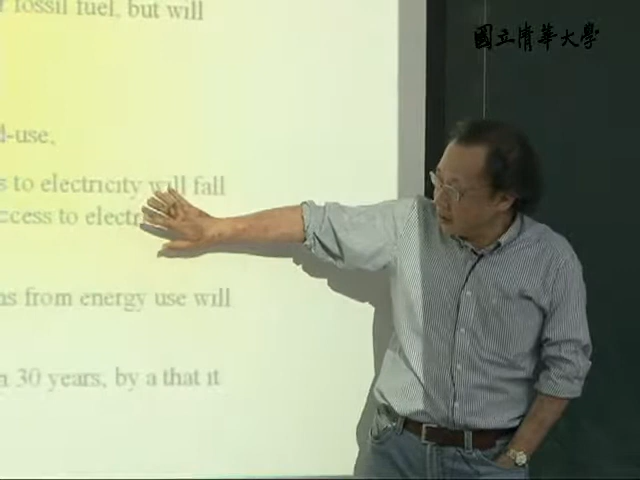 國立清華大學
fossil fuel, but will
d-use,
s to electricity will fall
ccess to electr
ns from energy use will
30 years, by a that it